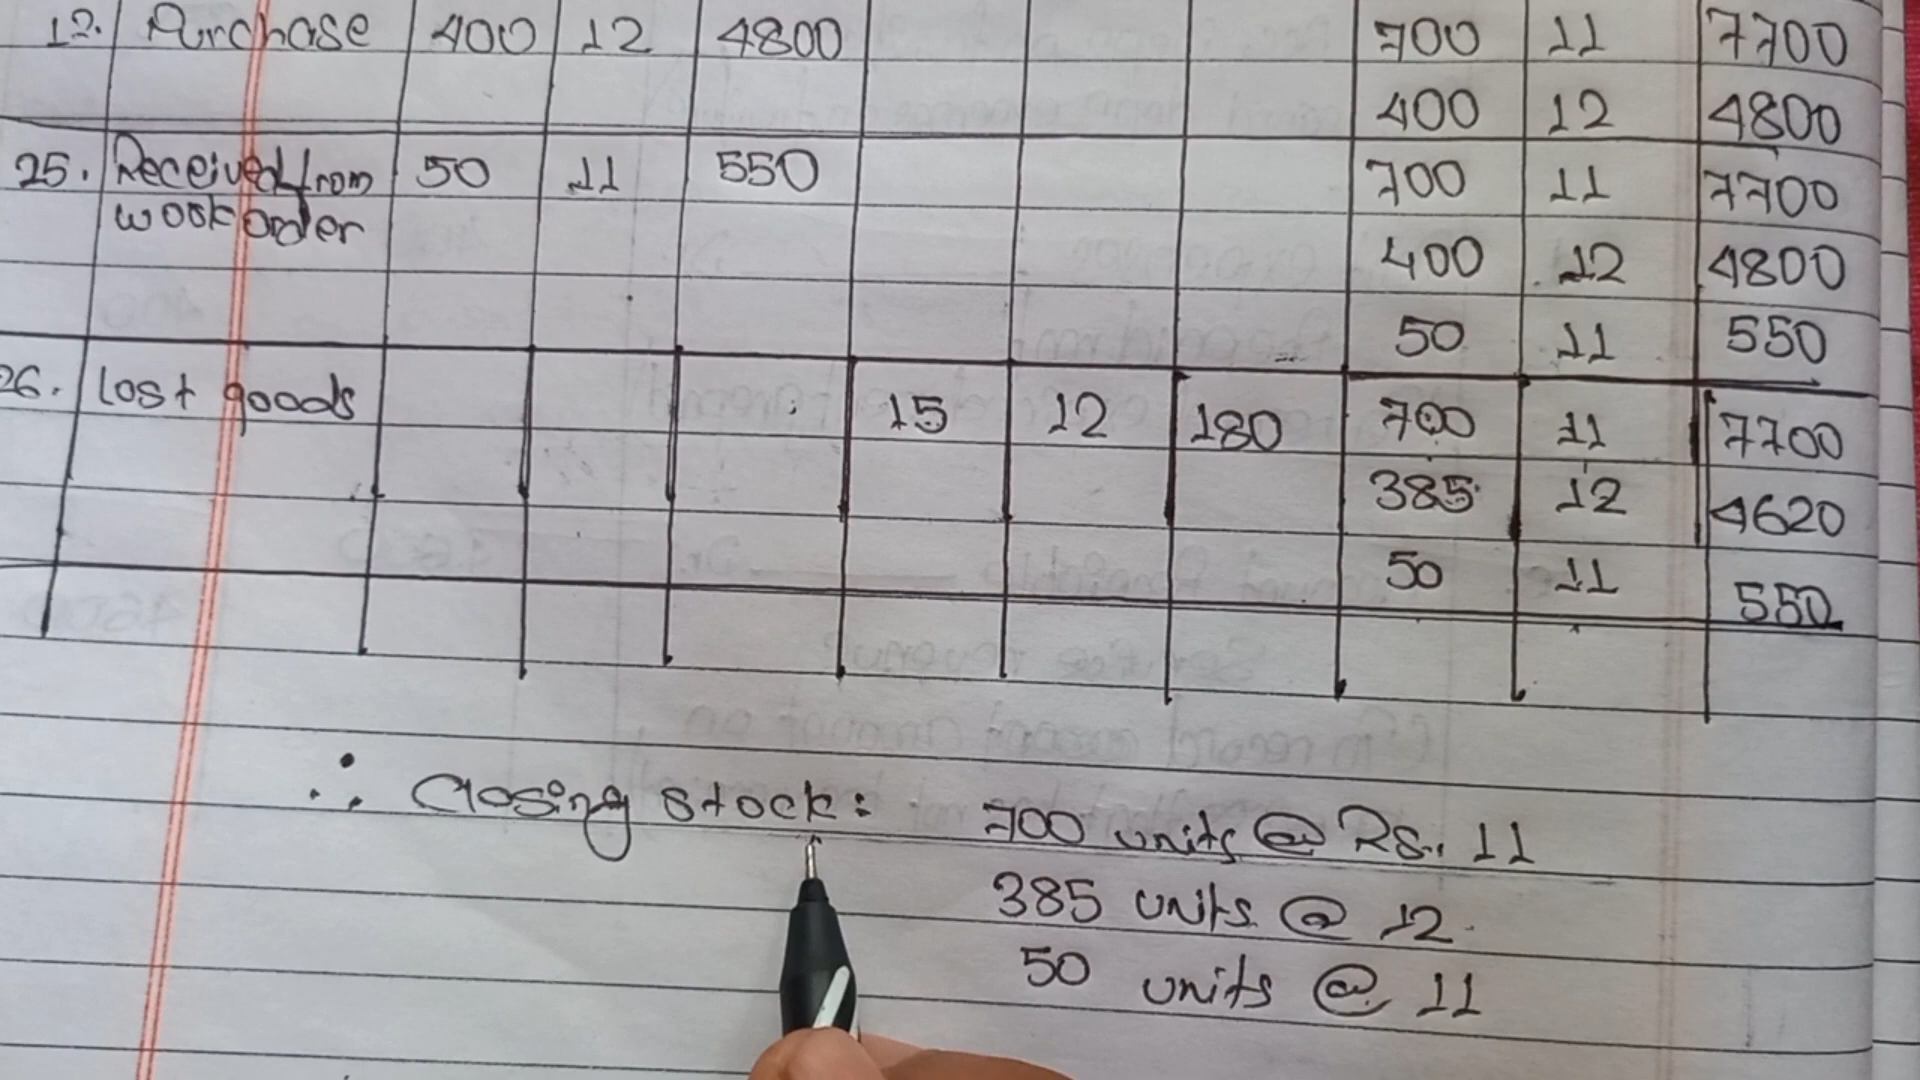 12. Purchase 400 12 4800 700 11 7700
400 12 4800
25. Received from 50 11 550 700 11 7700
work order 400 12 4800
50 11 550
26. Lost goods 15 12 180 700 11 7700
385 12 4620
50 11 550
∴ Closing stock: 700 units @ Rs. 11
385 units @ 12
50 units @ 11